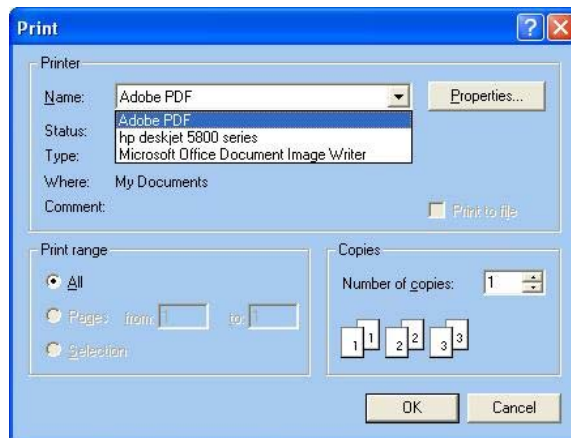 Print
Printer
Name: Adobe PDF Properties...
Adobe PDF
Status: hp deskjet 5800 series
Type: Microsoft Office Document Image Writer
Where: My Documents
Comment: Print to file
Print range
All
Pages from: 1 to: 1
Selection
Copies
Number of copies: 1
1 1 2 2 3 3
OK Cancel